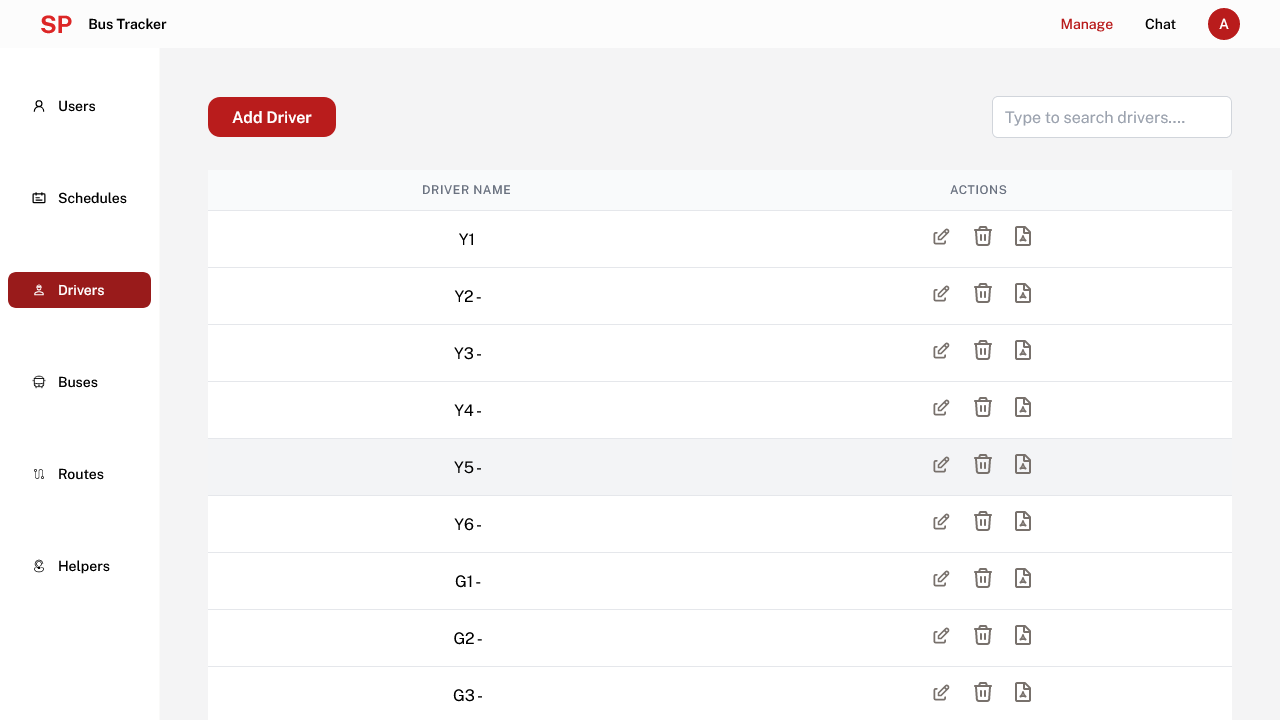 SP Bus Tracker Manage Chat A
Users
Schedules
Drivers
Buses
Routes
Helpers
Add Driver
Type to search drivers....
DRIVER NAME ACTIONS
Y1
Y2 -
Y3 -
Y4 -
Y5 -
Y6 -
G1 -
G2 -
G3 -